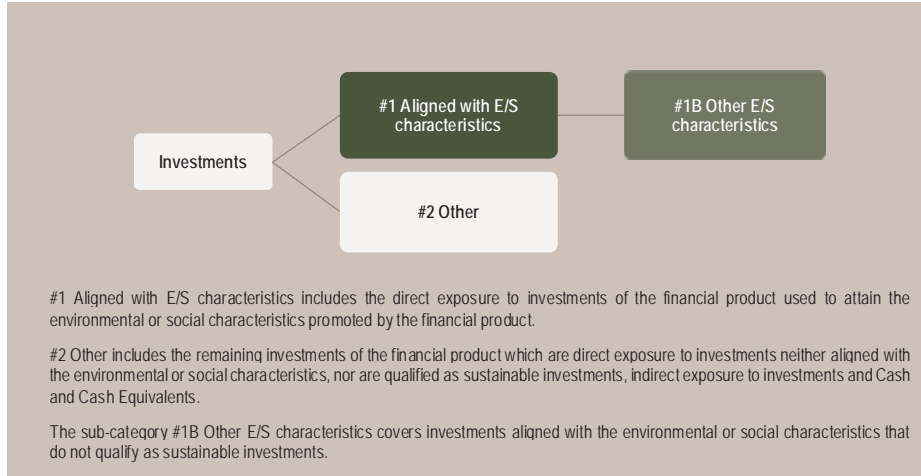 #1 Aligned with E/S
characteristics
#1B Other E/S
characteristics
Investments
#2 Other
#1 Aligned with E/S characteristics includes the direct exposure to investments of the financial product used to attain the
environmental or social characteristics promoted by the financial product.
#2 Other includes the remaining investments of the financial product which are direct exposure to investments neither aligned with
the environmental or social characteristics, nor are qualified as sustainable investments, indirect exposure to investments and Cash
and Cash Equivalents.
The sub-category #1B Other E/S characteristics covers investments aligned with the environmental or social characteristics that
do not qualify as sustainable investments.